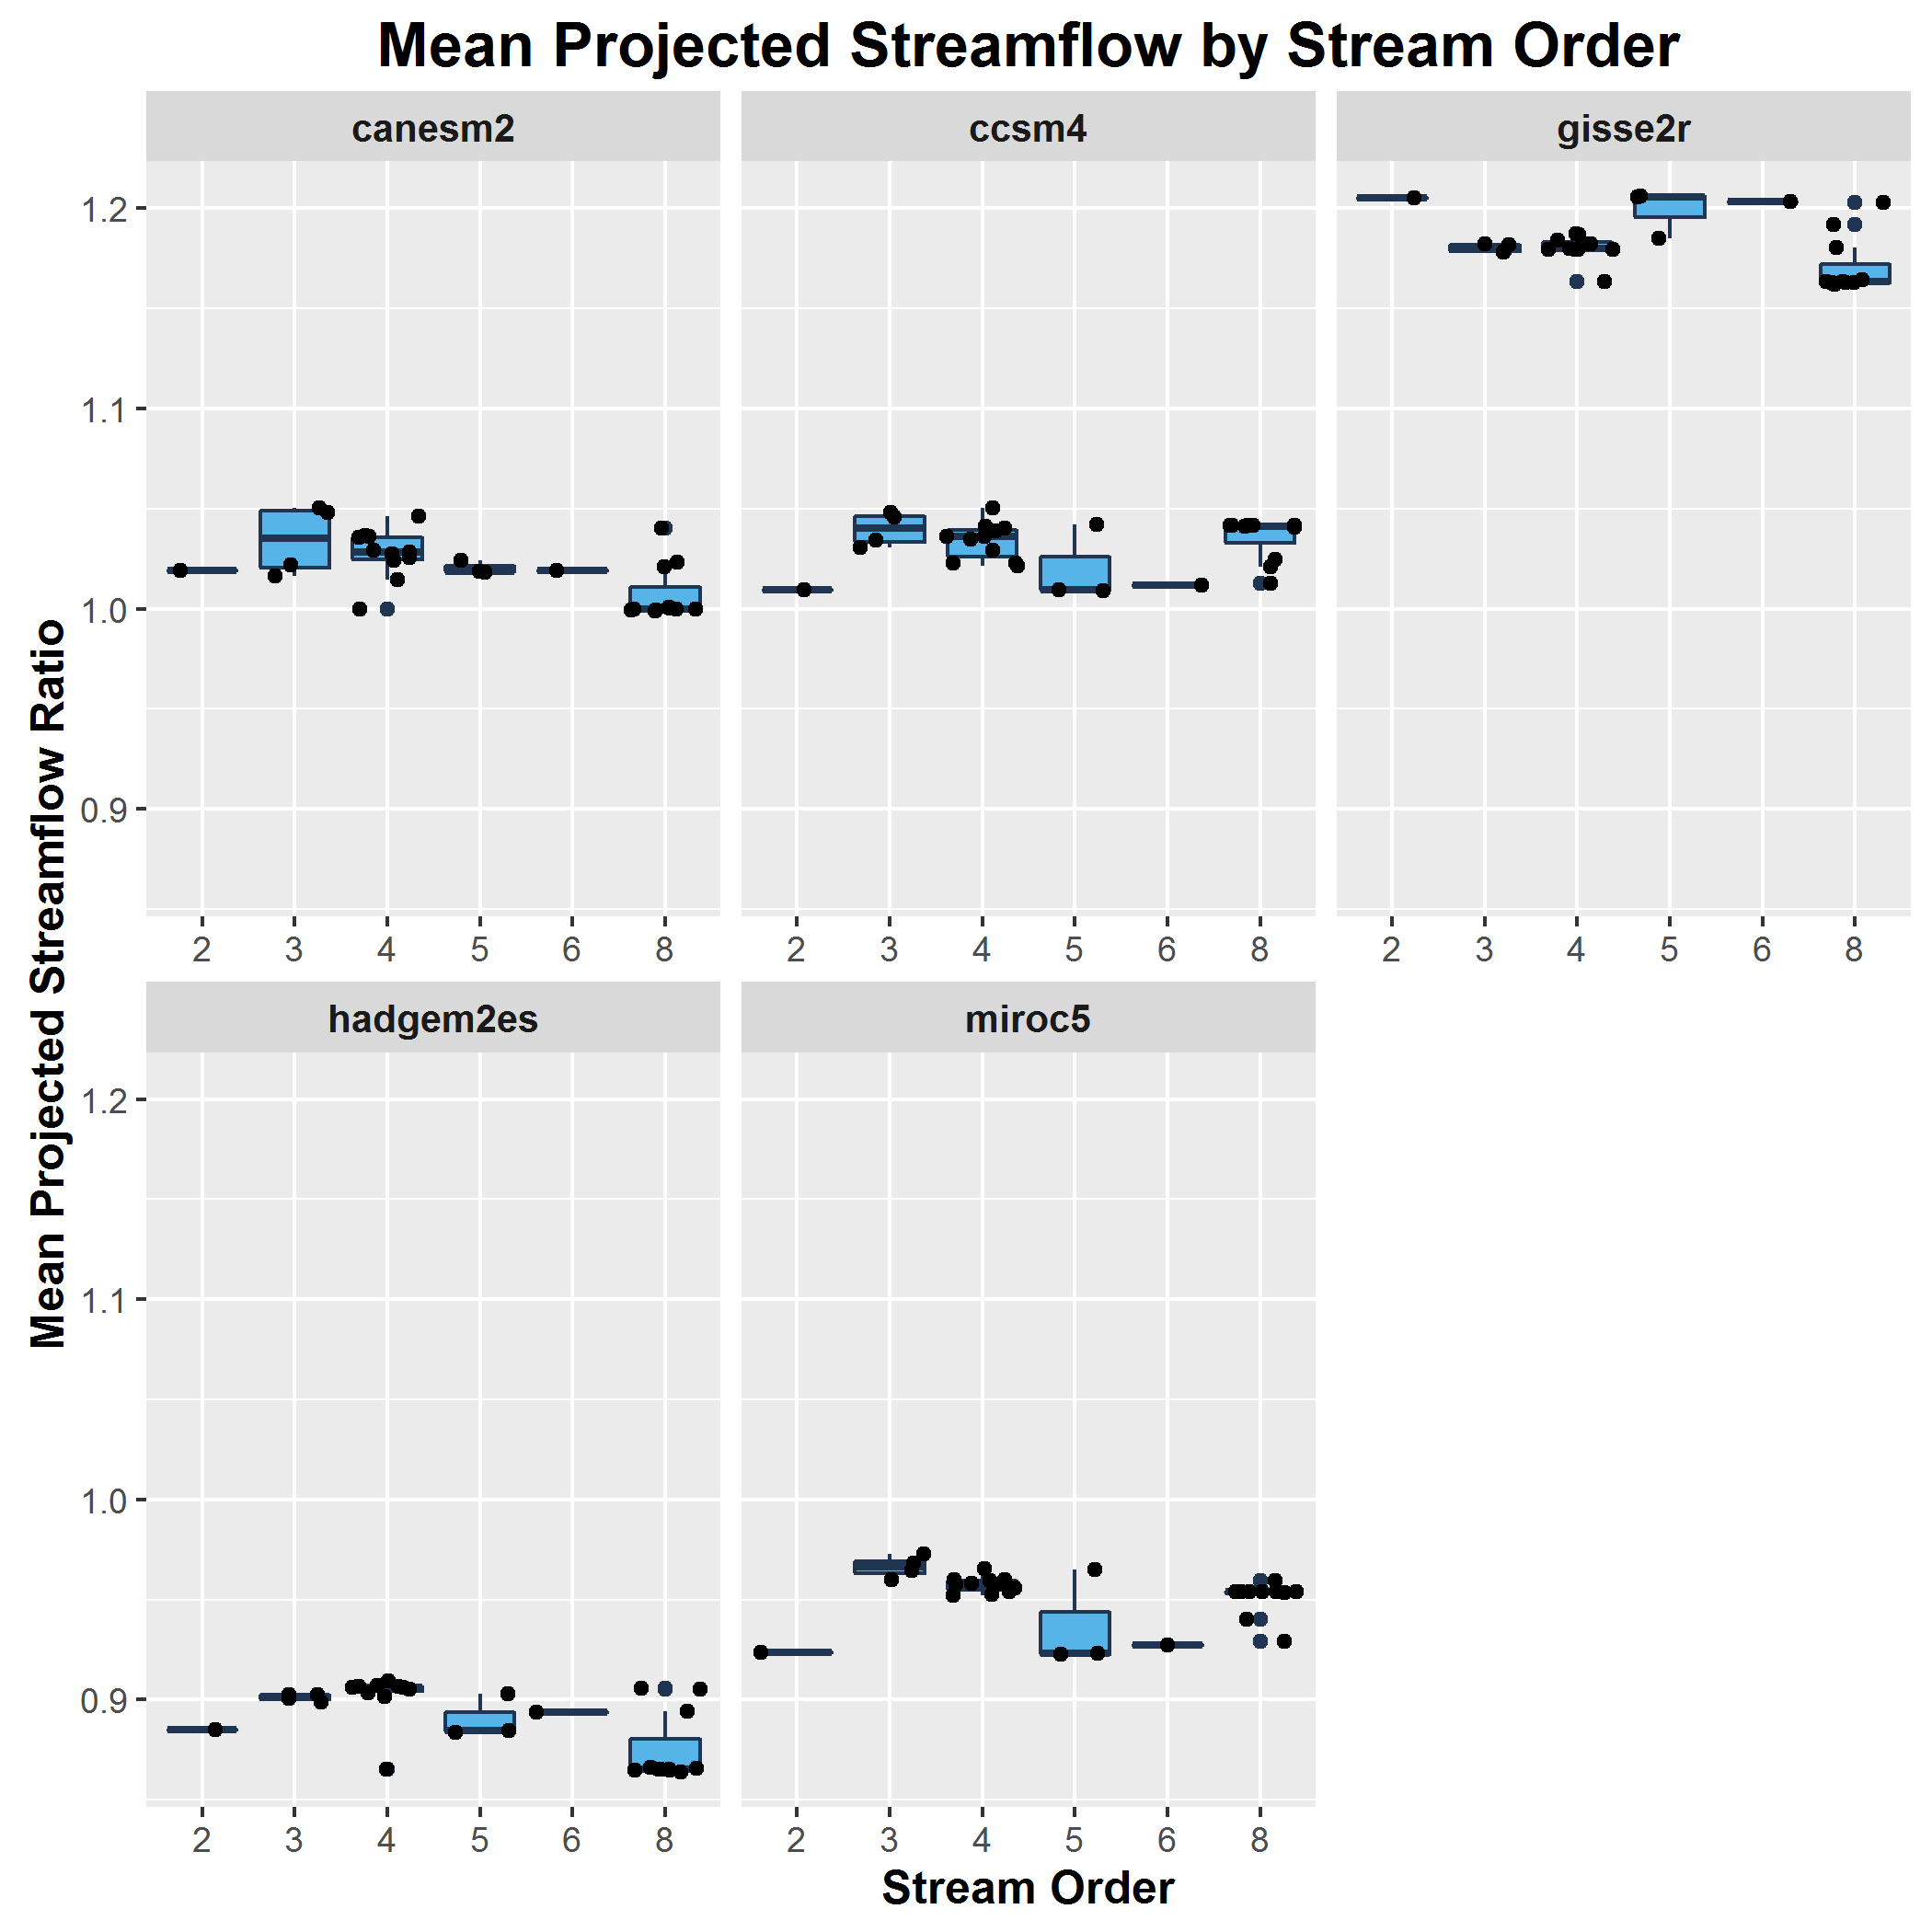 Mean Projected Streamflow by Stream Order
canesm2 ccsm4 gisse2r
1.2
1.1
1.0
0.9
2 3 4 5 6 8 2 3 4 5 6 8 2 3 4 5 6 8
Mean Projected Streamflow Ratio
hadgem2es miroc5
1.2
1.1
1.0
0.9
2 3 4 5 6 8 2 3 4 5 6 8
Stream Order